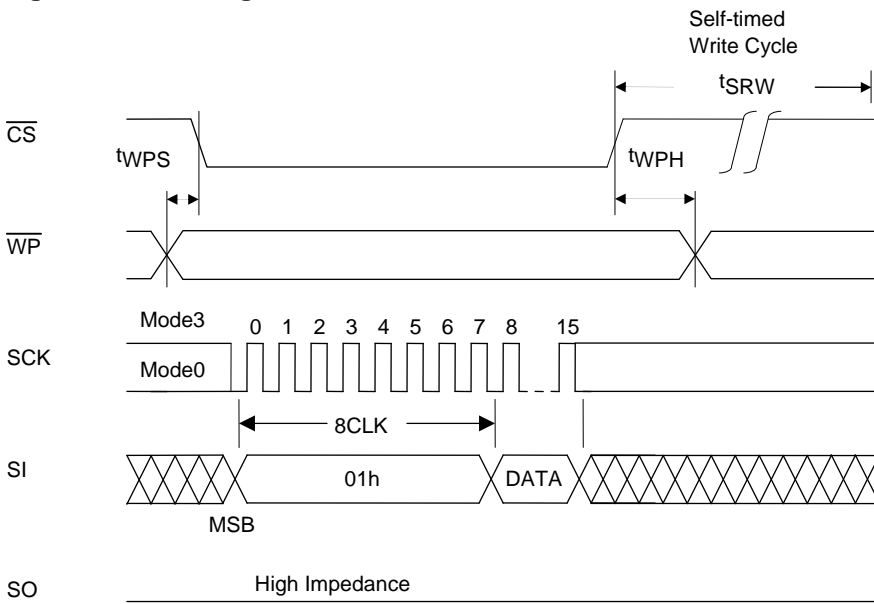 Self-timed
Write Cycle
tSRW
CS
tWPS
tWPH
WP
Mode3
0 1 2 3 4 5 6 7 8 15
SCK
Mode0
8CLK
SI
01h
DATA
MSB
High Impedance
SO